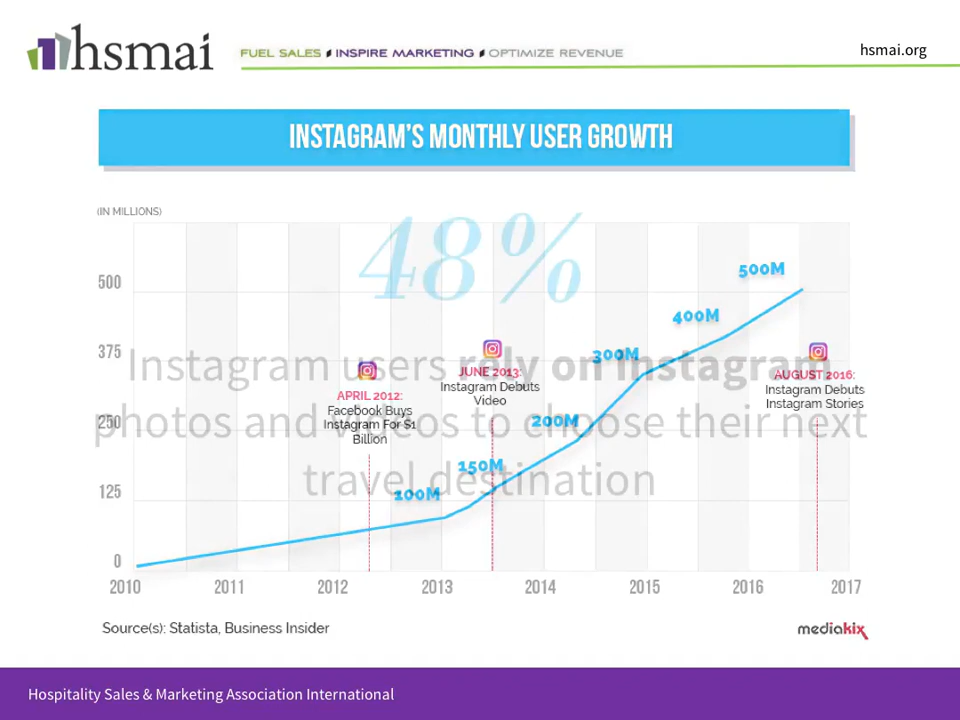 hsmai
FUEL SALES INSPIRE MARKETING OPTIMIZE REVENUE
hsmai.org
INSTAGRAM'S MONTHLY USER GROWTH
(IN MILLIONS)
48%
500M
500
400M
300M
375
Instagram users rely on Instagram
JUNE 2013:
Instagram Debuts
Video
AUGUST 2016:
Instagram Debuts
Instagram Stories
APRIL 2012:
Facebook Buys
Instagram For $1
Billion
250
200M
photos and videos to choose their next
150M
travel destination
125
100M
0
2010 2011 2012 2013 2014 2015 2016 2017
Source(s): Statista, Business Insider
mediakix
Hospitality Sales & Marketing Association International